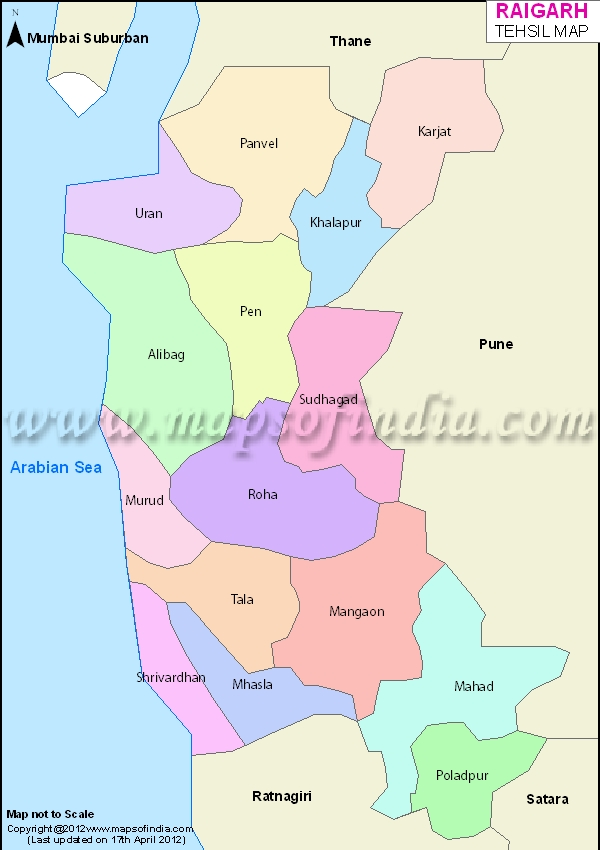 RAIGARH
TEHSIL MAP
N
Mumbai Suburban
Thane
Karjat
Panvel
Uran
Khalapur
Pen
Pune
Alibag
Sudhagad
www.mapsofindia.com
Arabian Sea
Roha
Murud
Tala
Mangaon
Shrivardhan
Mhasla
Mahad
Poladpur
Ratnagiri
Satara
Map not to Scale
Copyright@2012www.mapsofindia.com
(Last updated on 17th April 2012)